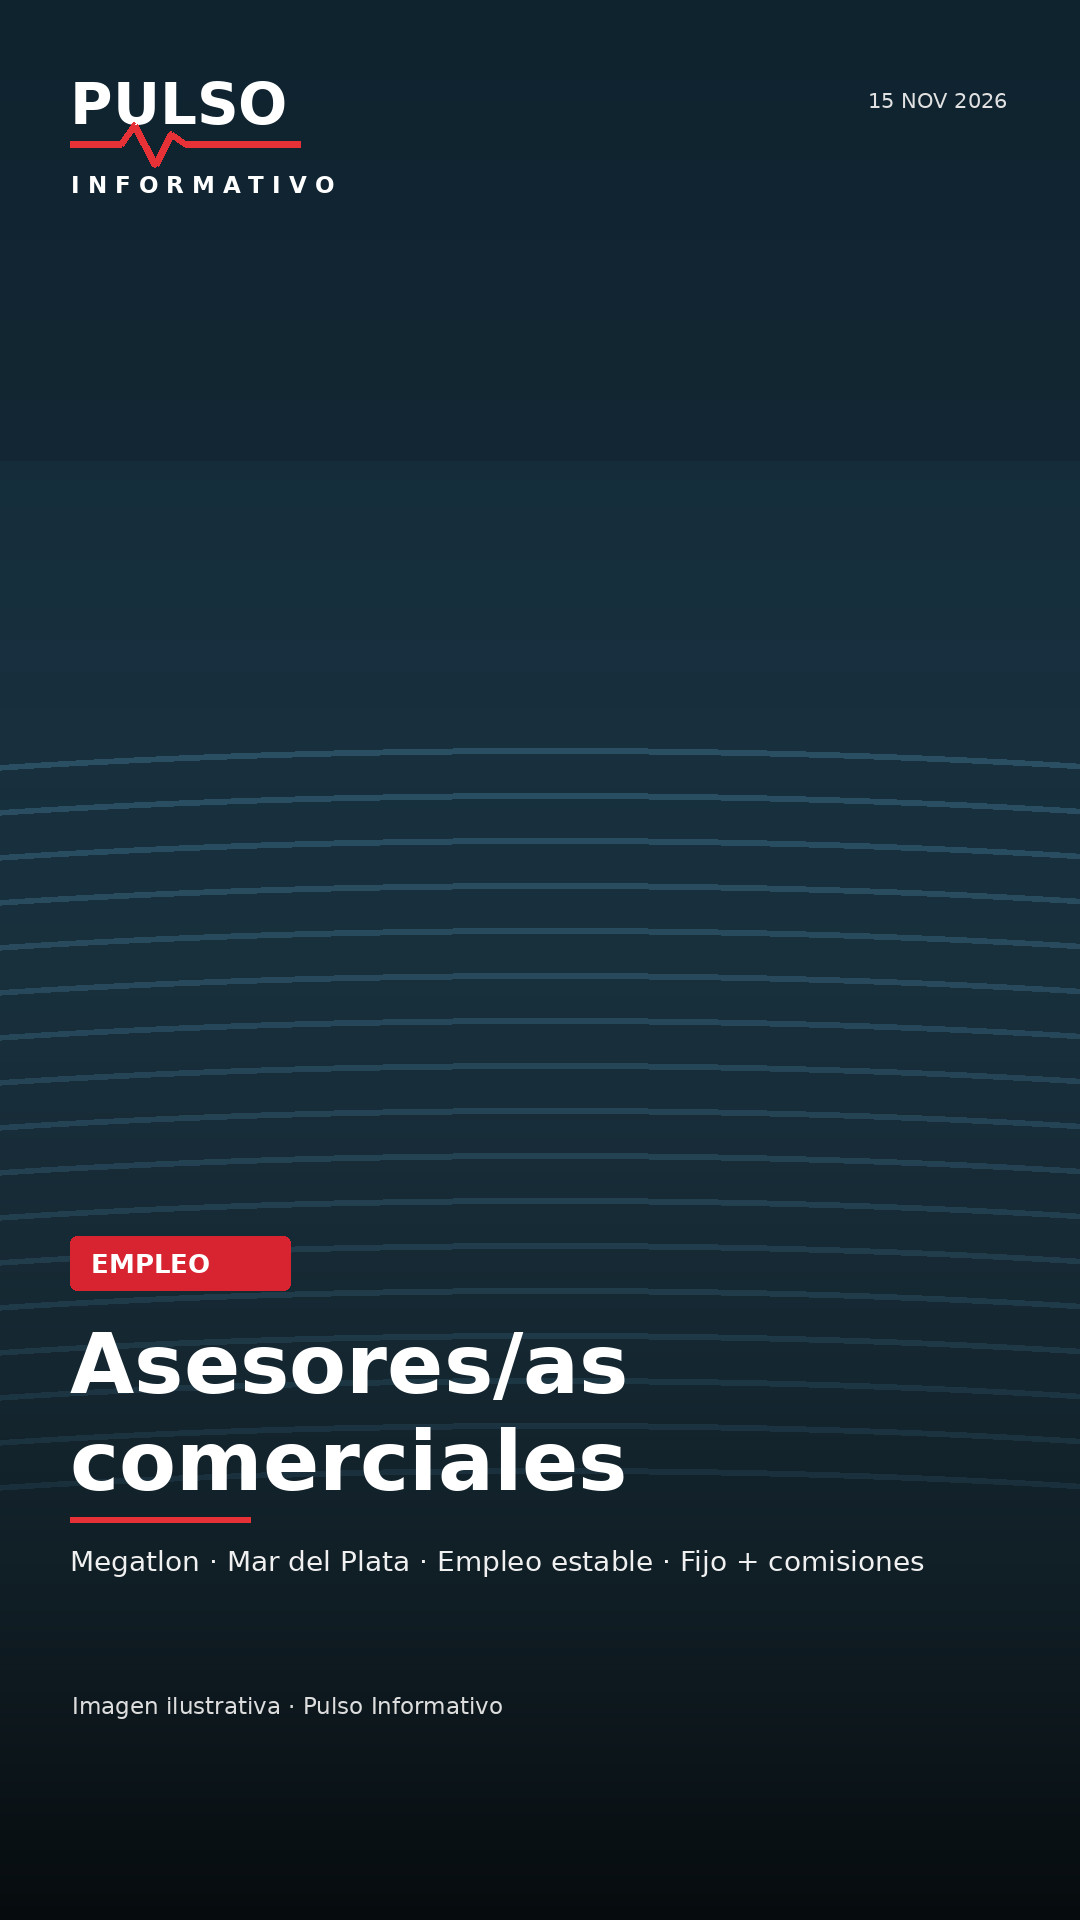 PULSO
INFORMATIVO
15 NOV 2026
EMPLEO
Asesores/as
comerciales
Megatlon · Mar del Plata · Empleo estable · Fijo + comisiones
Imagen ilustrativa · Pulso Informativo